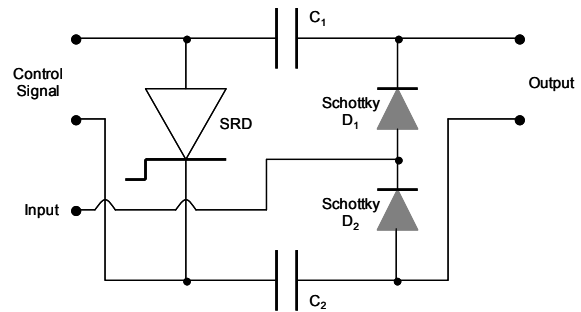 C₁
Control
Signal
Output
Schottky
D₁
SRD
Input
Schottky
D₂
C₂